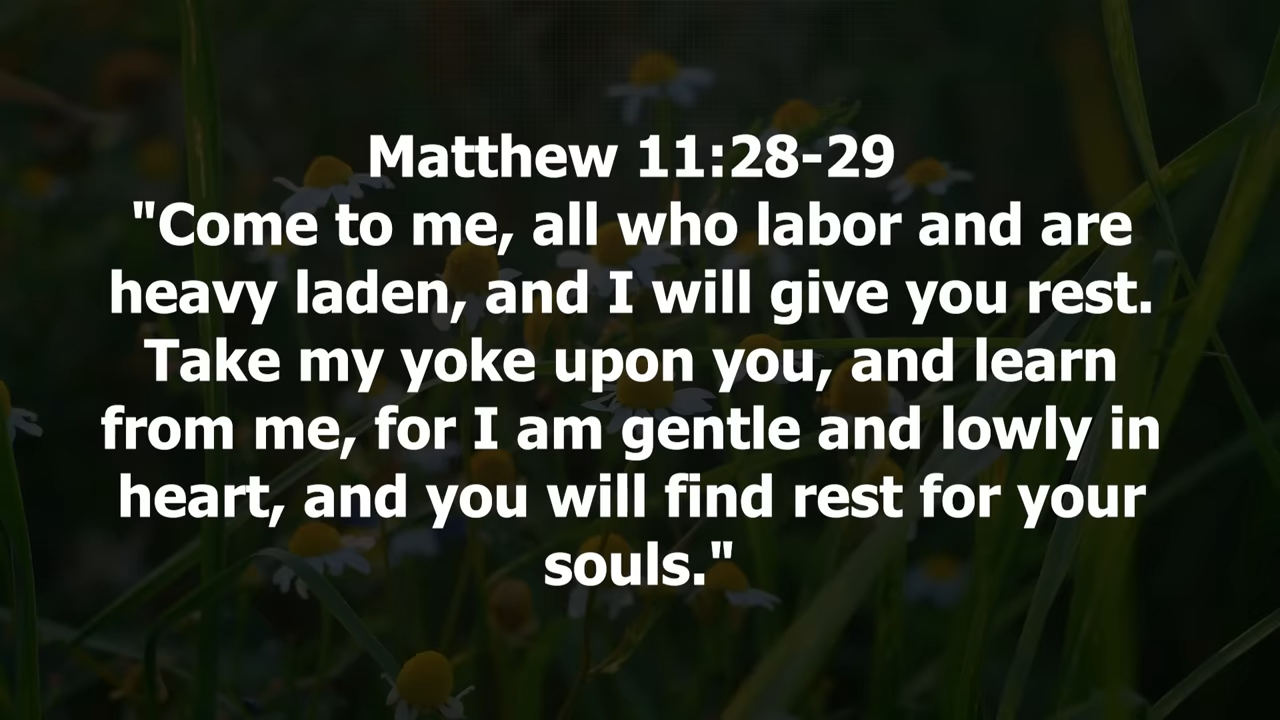 Matthew 11:28-29
"Come to me, all who labor and are
heavy laden, and I will give you rest.
Take my yoke upon you, and learn
from me, for I am gentle and lowly in
heart, and you will find rest for your
souls."